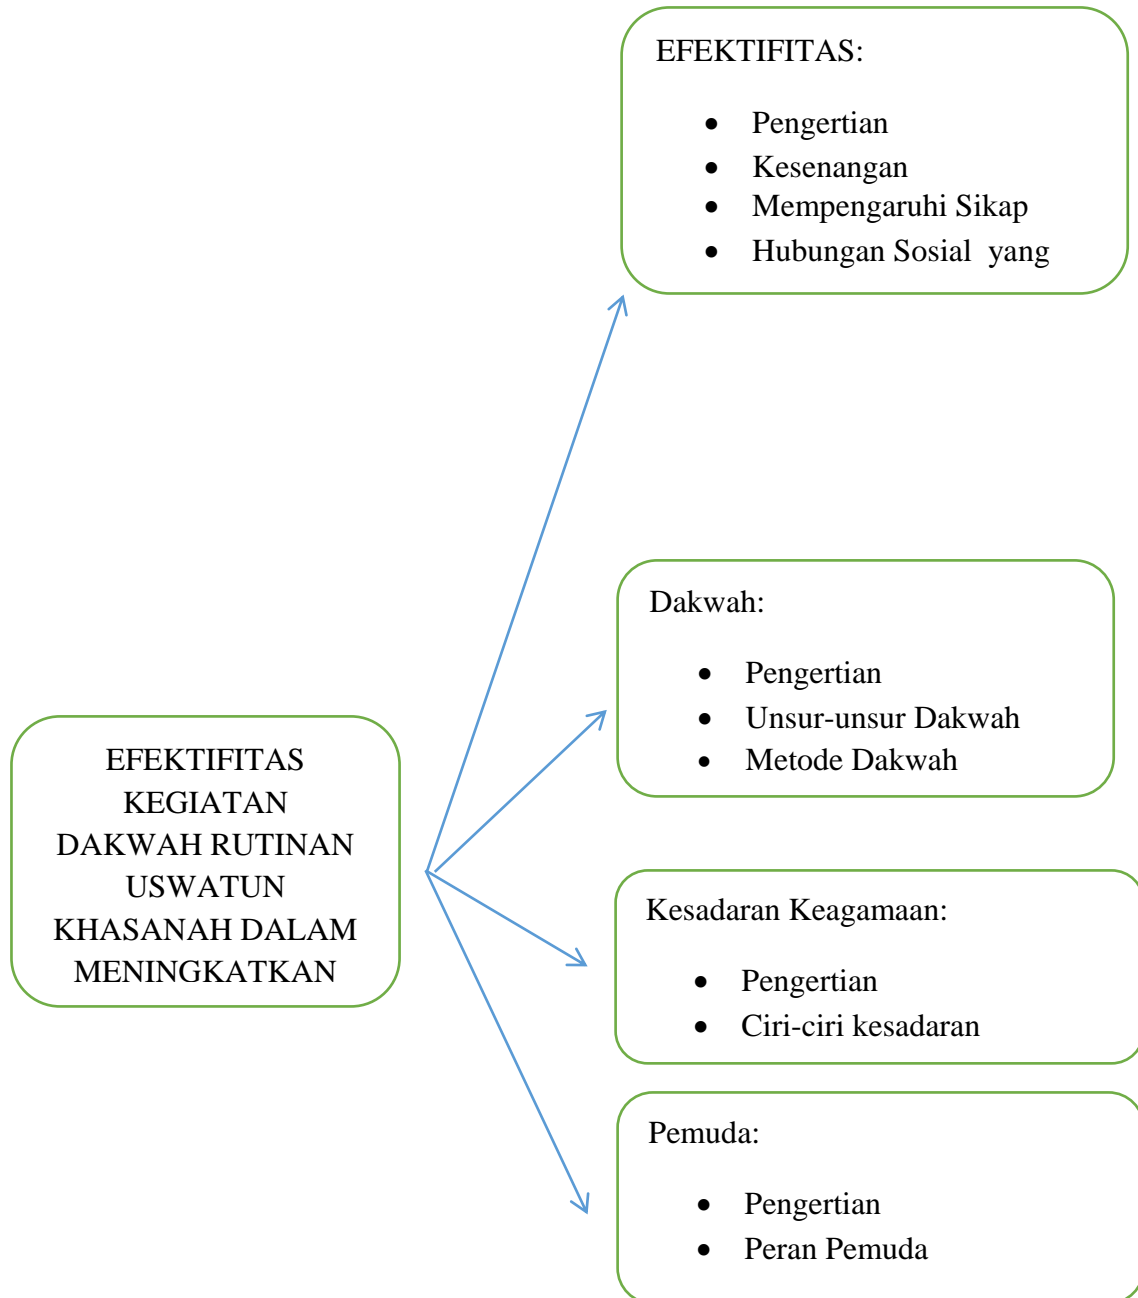 EFEKTIFITAS:
• Pengertian
• Kesenangan
• Mempengaruhi Sikap
• Hubungan Sosial yang
Dakwah:
• Pengertian
• Unsur-unsur Dakwah
• Metode Dakwah
EFEKTIFITAS
KEGIATAN
DAKWAH RUTINAN
USWATUN
KHASANAH DALAM
MENINGKATKAN
Kesadaran Keagamaan:
• Pengertian
• Ciri-ciri kesadaran
Pemuda:
• Pengertian
• Peran Pemuda